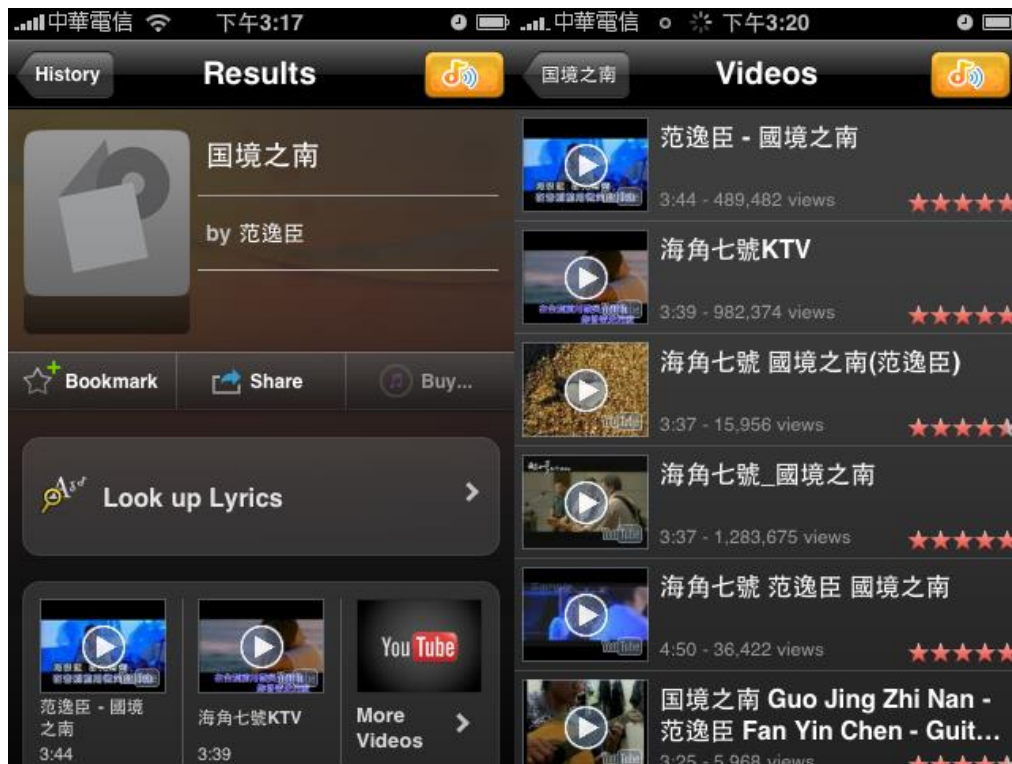 中華電信
下午3:17
History
Results
国境之南
by 范逸臣
Bookmark
Share
Buy...
Look up Lyrics
范逸臣 - 國境
之南
3:44
海角七號KTV
3:39
YouTube
More
Videos
中華電信
下午3:20
国境之南
Videos
范逸臣 - 國境之南
3:44 - 489,482 views
海角七號KTV
3:39 - 982,374 views
海角七號 國境之南(范逸臣)
3:37 - 15,956 views
海角七號_國境之南
3:37 - 1,283,675 views
海角七號 范逸臣 國境之南
4:50 - 36,422 views
国境之南 Guo Jing Zhi Nan -
范逸臣 Fan Yin Chen - Guit...
3:25 - 5,968 views